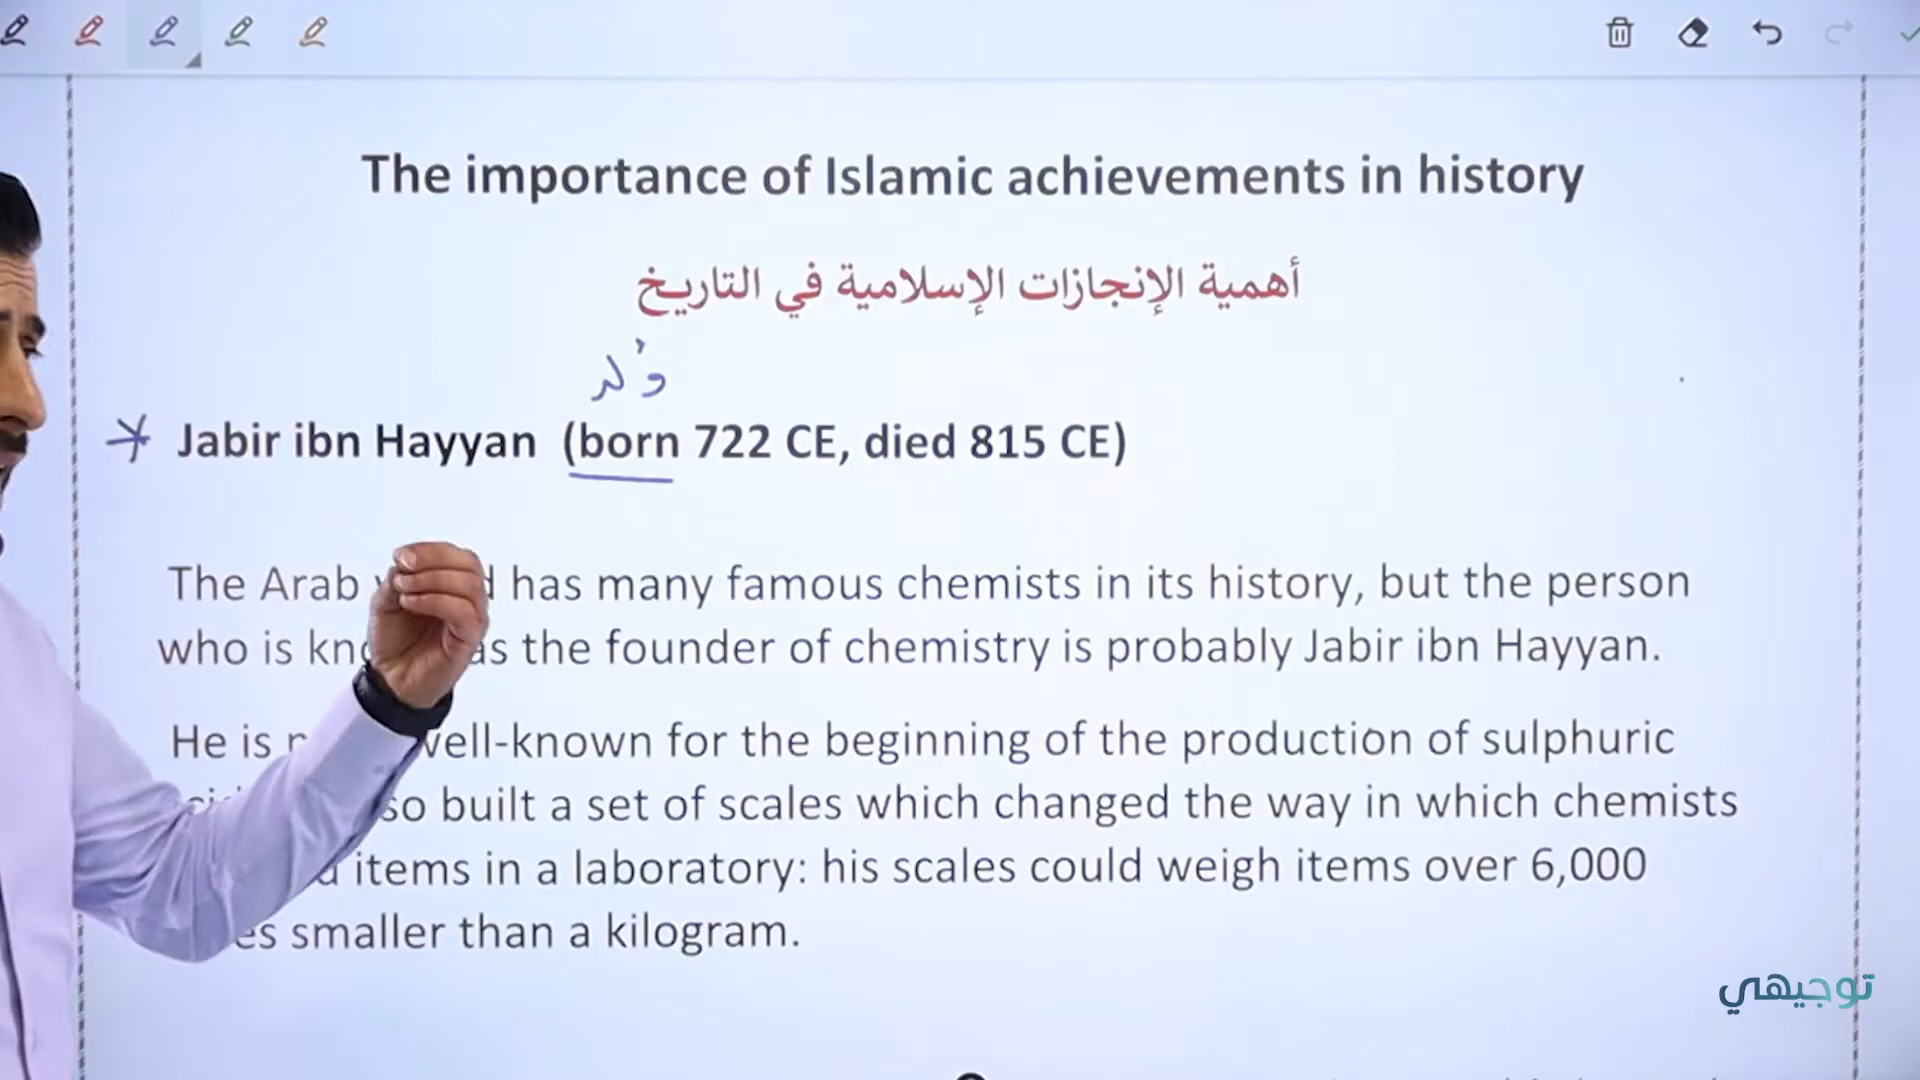 The importance of Islamic achievements in history
أهمية الإنجازات الإسلامية في التاريخ
وُلد
Jabir ibn Hayyan (born 722 CE, died 815 CE)
The Arab has many famous chemists in its history, but the person
who is as the founder of chemistry is probably Jabir ibn Hayyan.
He is well-known for the beginning of the production of sulphuric
built a set of scales which changed the way in which chemists
items in a laboratory: his scales could weigh items over 6,000
smaller than a kilogram.
توجيهي